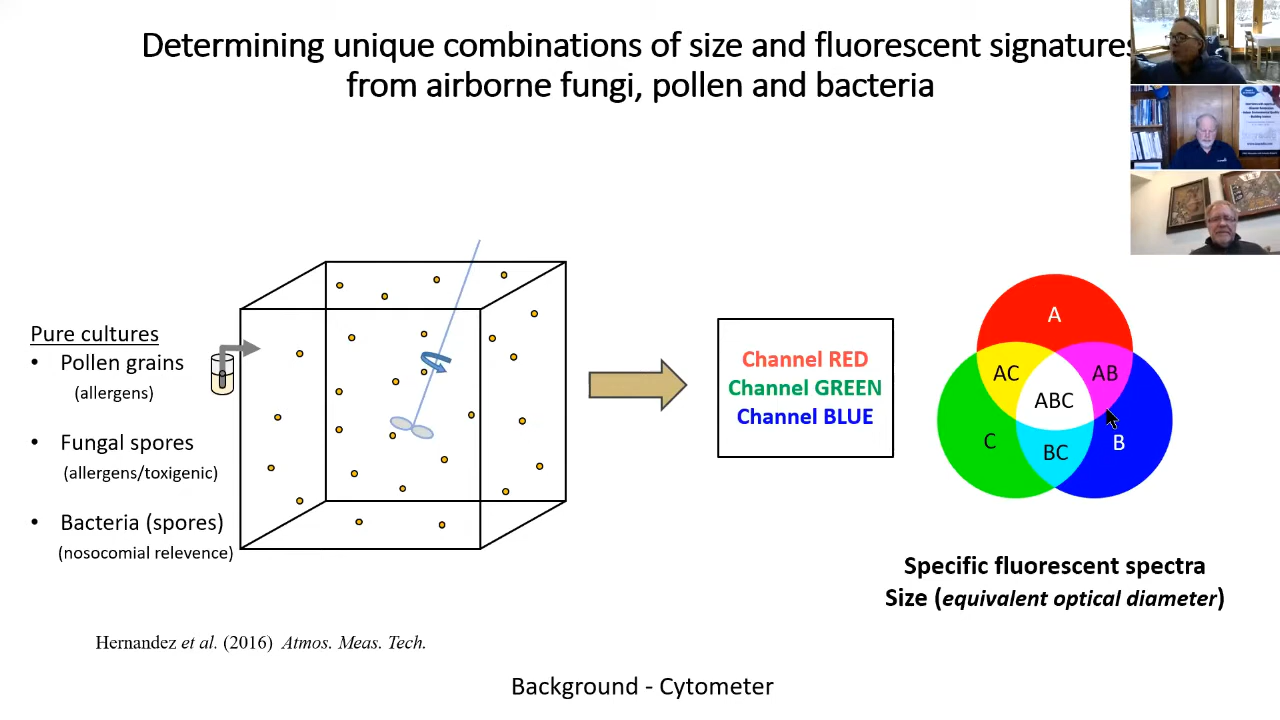 Determining unique combinations of size and fluorescent signatures
from airborne fungi, pollen and bacteria
Pure cultures
• Pollen grains
(allergens)
• Fungal spores
(allergens/toxigenic)
• Bacteria (spores)
(nosocomial relevence)
Channel RED
Channel GREEN
Channel BLUE
A
AC
AB
ABC
C
B
BC
Specific fluorescent spectra
Size (equivalent optical diameter)
Hernandez et al. (2016) Atmos. Meas. Tech.
Background - Cytometer